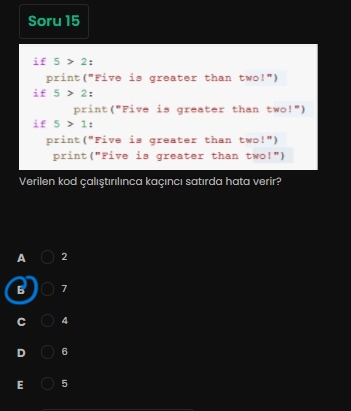 Soru 15
if 5 > 2:
print("Five is greater than two!")
if 5 > 2:
print("Five is greater than two!")
if 5 > 1:
print("Five is greater than two!")
print("Five is greater than two!")
Verilen kod çalıştırılınca kaçıncı satırda hata verir?
A 2
B 7
C 4
D 6
E 5